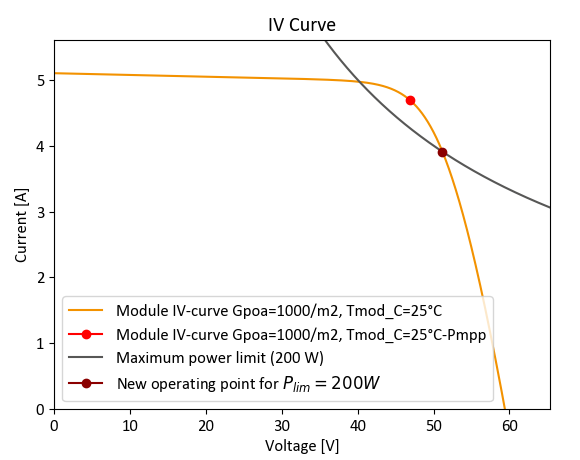 IV Curve
5
4
3
2
1
0
Current [A]
Module IV-curve Gpoa=1000/m2, Tmod_C=25°C
Module IV-curve Gpoa=1000/m2, Tmod_C=25°C-Pmpp
Maximum power limit (200 W)
New operating point for P_lim = 200W
0 10 20 30 40 50 60
Voltage [V]